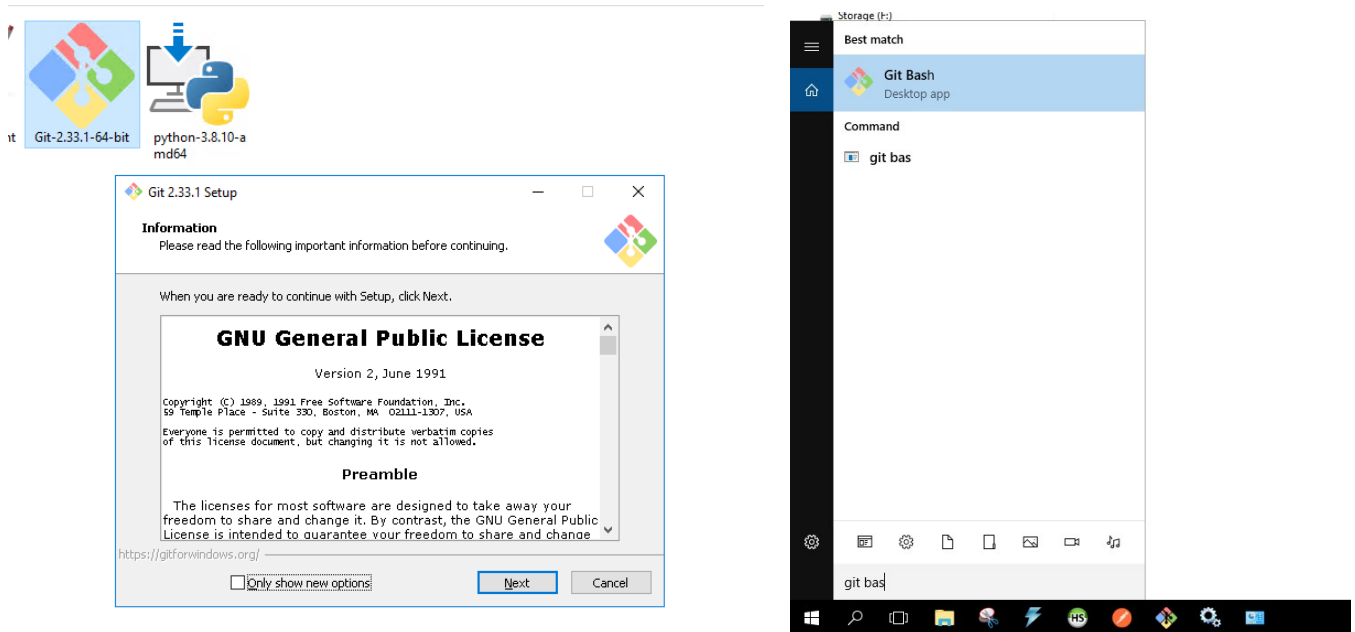 nt
Git-2.33.1-64-bit
python-3.8.10-a
md64
Git 2.33.1 Setup
Information
Please read the following important information before continuing.
When you are ready to continue with Setup, click Next.
GNU General Public License
Version 2, June 1991
Copyright (C) 1989, 1991 Free Software Foundation, Inc.
59 Temple Place - Suite 330, Boston, MA 02111-1307, USA
Everyone is permitted to copy and distribute verbatim copies
of this license document, but changing it is not allowed.
Preamble
The licenses for most software are designed to take away your
freedom to share and change it. By contrast, the GNU General Public
License is intended to guarantee your freedom to share and change
https://gitforwindows.org/
Only show new options
Next
Cancel
Storage (F:)
Best match
Git Bash
Desktop app
Command
git bas
git bas
HS